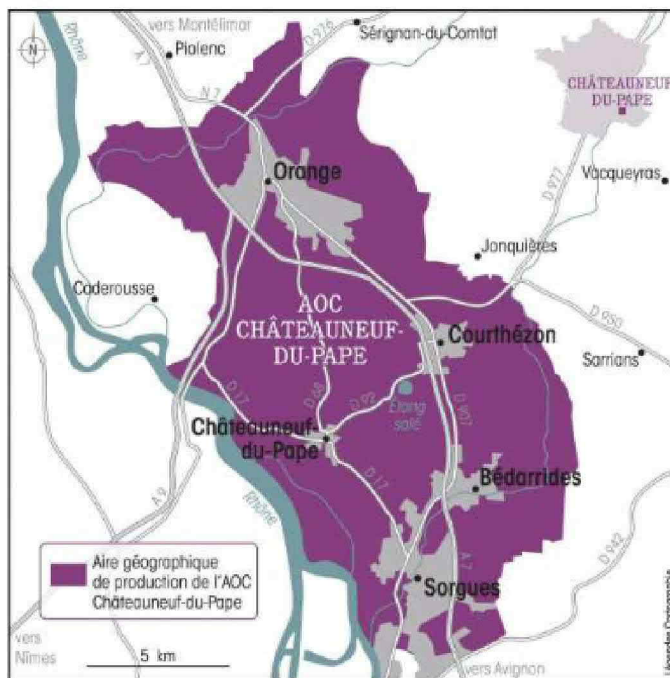 Rhône
vers Montélimar
Piolenc
D 976
Sérignan-du-Comtat
N
A 7
N 7
CHÂTEAUNEUF-
DU-PAPE
Orange
D 977
Vacqueyras
Jonquières
Caderousse
AOC
CHÂTEAUNEUF-
DU-PAPE
D 950
Courthézon
Sarrians
D 17
D 68
D 92
Étang
salé
D 907
Châteauneuf-
du-Pape
D 17
Bédarrides
A 9
Rhône
D 942
Aire géographique
de production de l'AOC
Châteauneuf-du-Pape
Sorgues
A 7
vers
Nîmes
5 km
vers Avignon